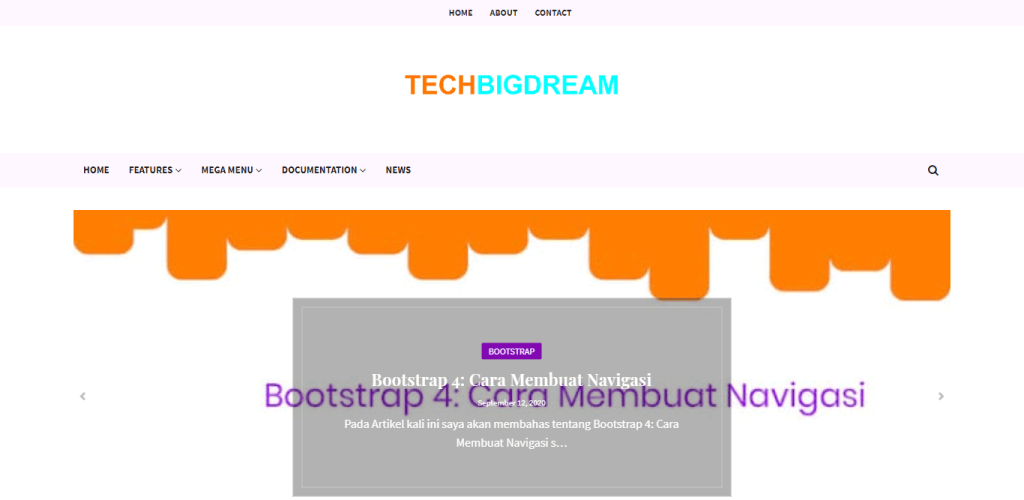 HOME ABOUT CONTACT
TECHBIGDREAM
HOME FEATURES MEGA MENU DOCUMENTATION NEWS
BOOTSTRAP
Bootstrap 4: Cara Membuat Navigasi
Bootstrap 4: Cara Membuat Navigasi
September 12, 2020
Pada Artikel kali ini saya akan membahas tentang Bootstrap 4: Cara
Membuat Navigasi s...